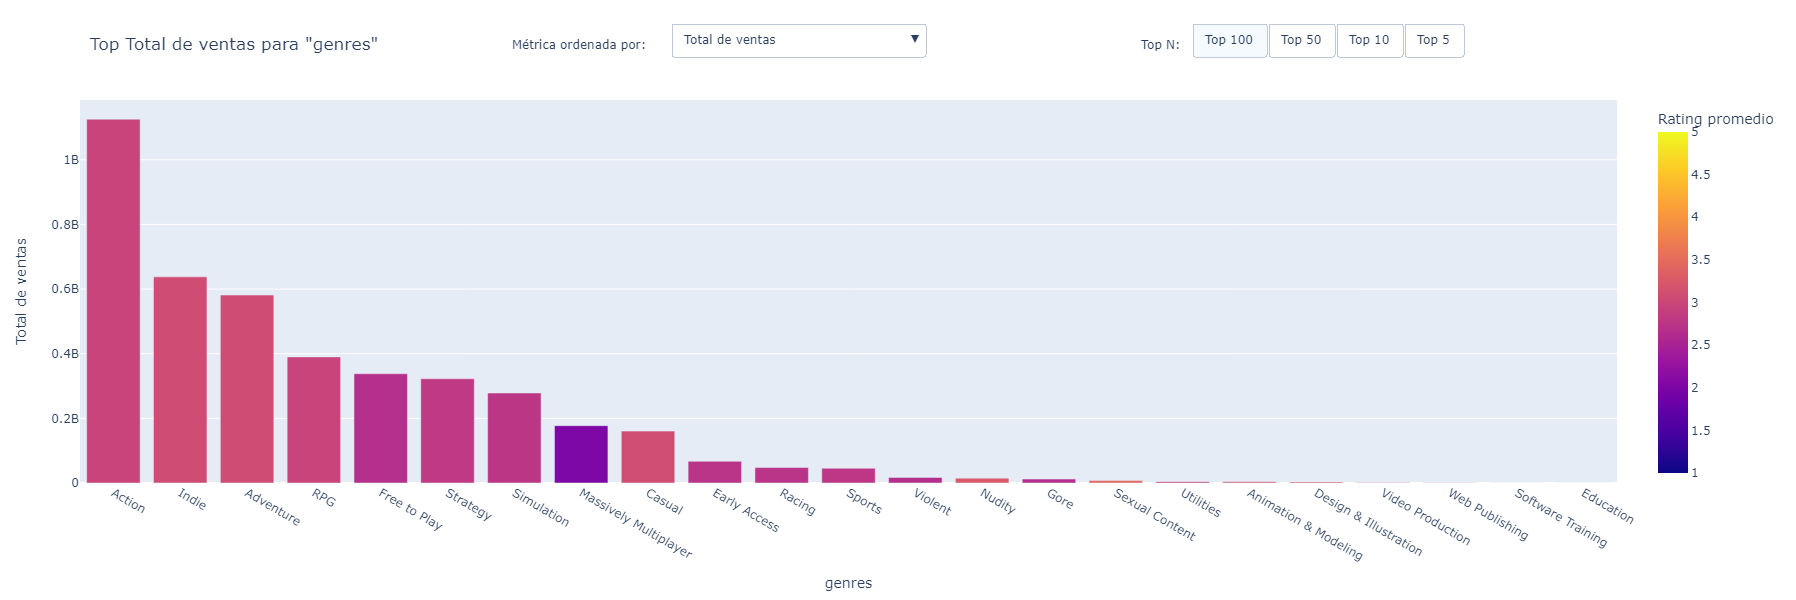 Top Total de ventas para "genres"
Métrica ordenada por:
Total de ventas
▼
Top N:
Top 100
Top 50
Top 10
Top 5
Total de ventas
1B
0.8B
0.6B
0.4B
0.2B
0
Action
Indie
Adventure
RPG
Free to Play
Strategy
Simulation
Massively Multiplayer
Casual
Early Access
Racing
Sports
Violent
Nudity
Gore
Sexual Content
Utilities
Animation & Modeling
Design & Illustration
Video Production
Web Publishing
Software Training
Education
genres
Rating promedio
5
4.5
4
3.5
3
2.5
2
1.5
1